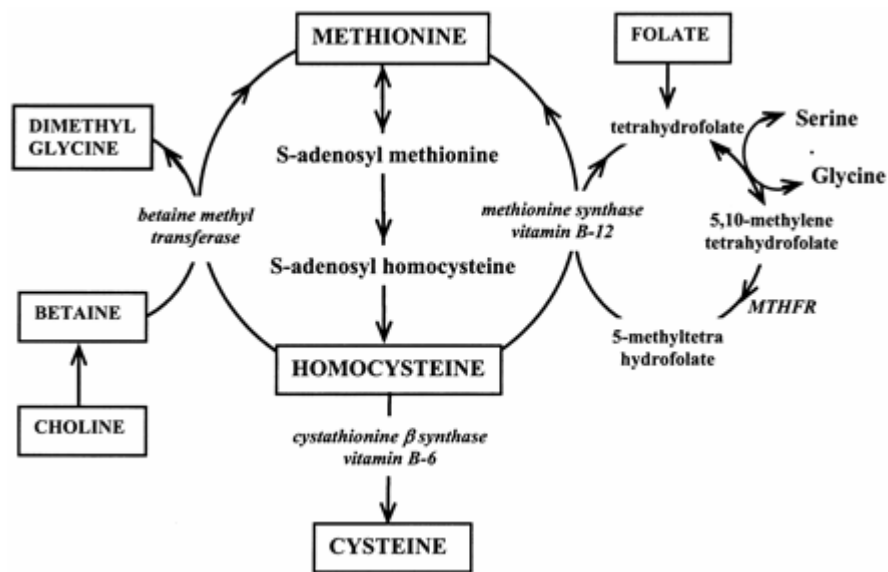 METHIONINE
FOLATE
DIMETHYL
GLYCINE
tetrahydrofolate
Serine
S-adenosyl methionine
Glycine
betaine methyl
transferase
methionine synthase
vitamin B-12
5,10-methylene
tetrahydrofolate
S-adenosyl homocysteine
BETAINE
MTHFR
5-methyltetra
hydrofolate
HOMOCYSTEINE
CHOLINE
cystathionine β synthase
vitamin B-6
CYSTEINE